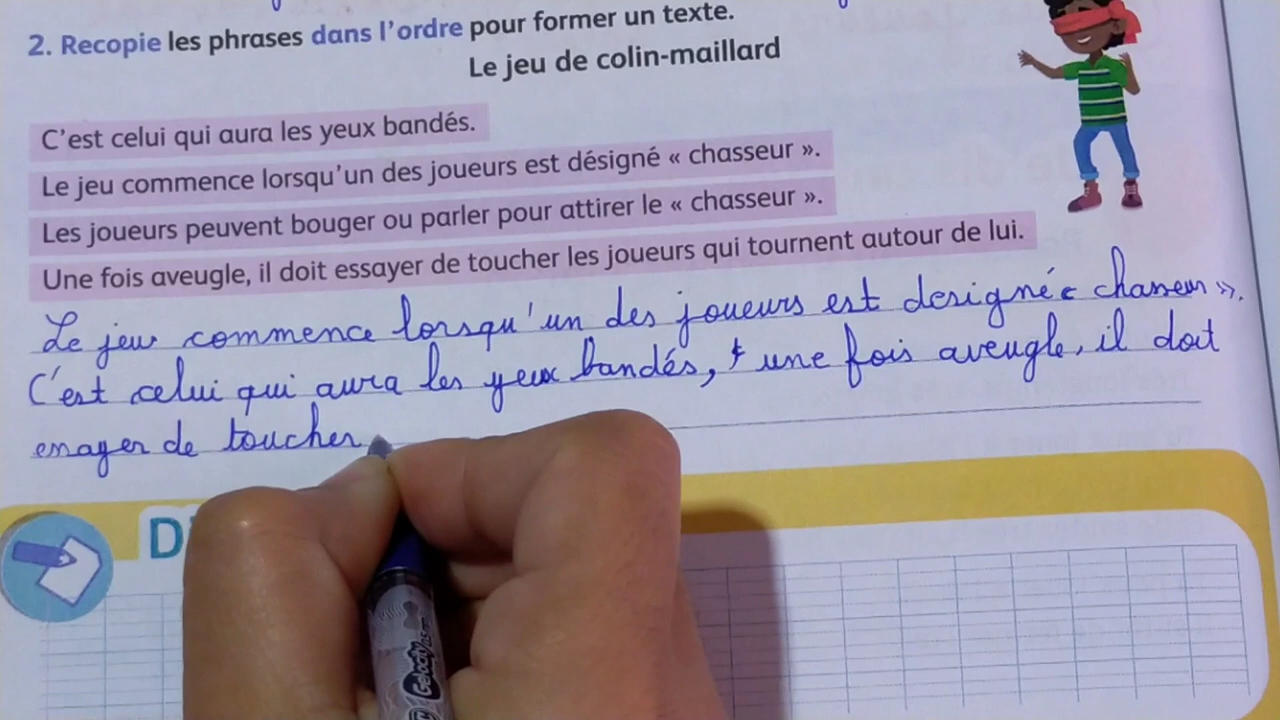 2. Recopie les phrases dans l'ordre pour former un texte.
Le jeu de colin-maillard
C'est celui qui aura les yeux bandés.
Le jeu commence lorsqu'un des joueurs est désigné « chasseur ».
Les joueurs peuvent bouger ou parler pour attirer le « chasseur ».
Une fois aveugle, il doit essayer de toucher les joueurs qui tournent autour de lui.
Le jeu commence lorsqu'un des joueurs est designé « chasseur ».
C'est celui qui aura les yeux bandés, une fois aveugle, il doit
essayer de toucher
Gelocity